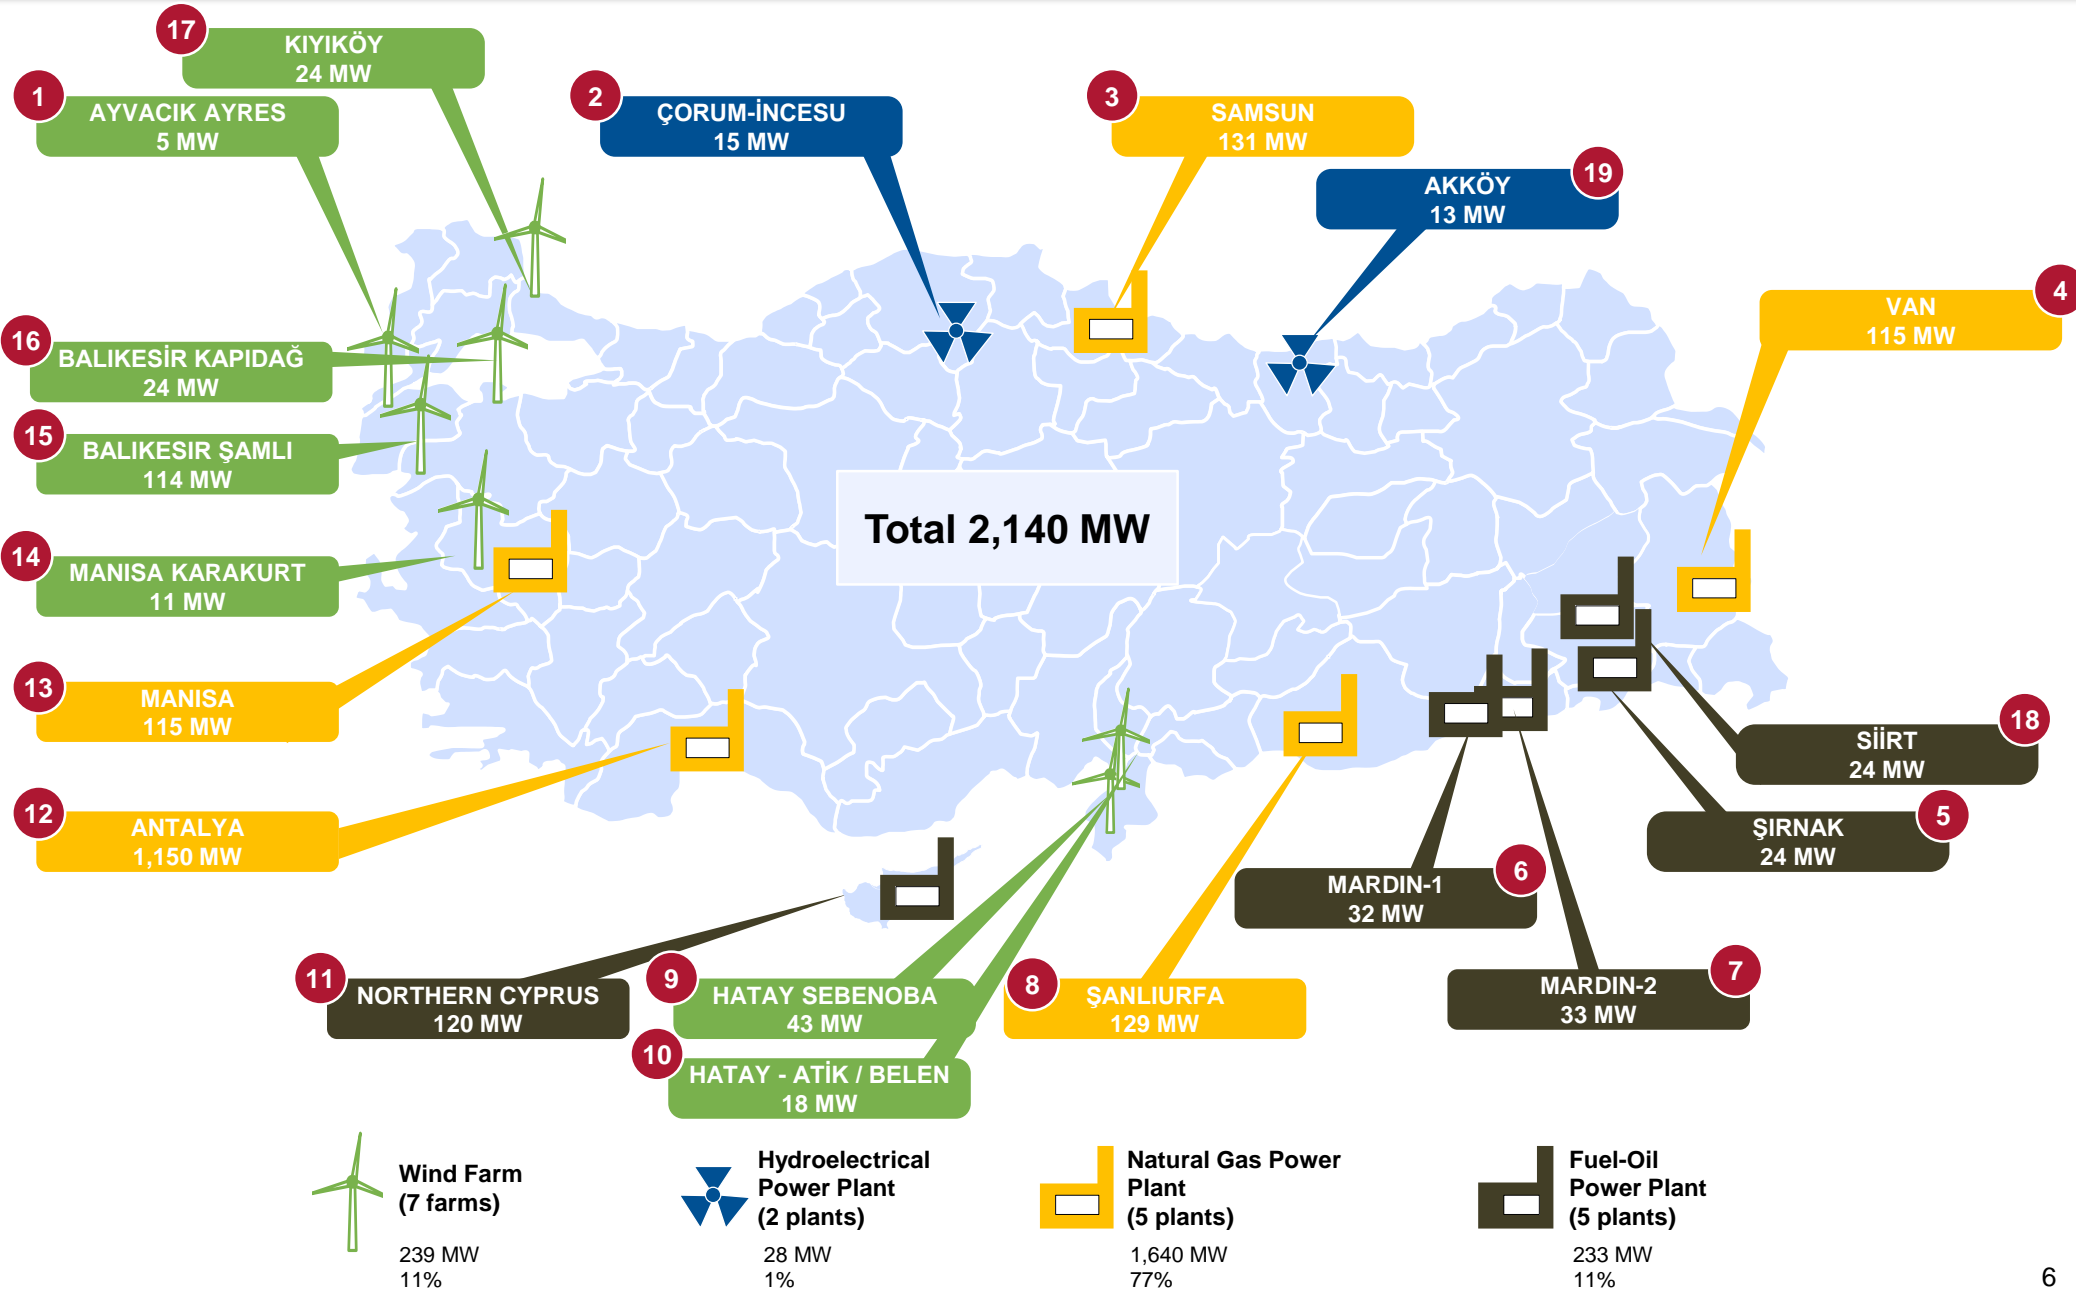 17
KIYIKÖY
24 MW
1
AYVACIK AYRES
5 MW
2
ÇORUM-İNCESU
15 MW
3
SAMSUN
131 MW
19
AKKÖY
13 MW
4
VAN
115 MW
16
BALIKESİR KAPIDAĞ
24 MW
15
BALIKESIR ŞAMLI
114 MW
Total 2,140 MW
14
MANISA KARAKURT
11 MW
13
MANISA
115 MW
18
SİİRT
24 MW
12
ANTALYA
1,150 MW
5
ŞIRNAK
24 MW
6
MARDIN-1
32 MW
11
NORTHERN CYPRUS
120 MW
9
HATAY SEBENOBA
43 MW
8
ŞANLIURFA
129 MW
7
MARDIN-2
33 MW
10
HATAY - ATİK / BELEN
18 MW
Wind Farm
(7 farms)
239 MW
11%
Hydroelectrical
Power Plant
(2 plants)
28 MW
1%
Natural Gas Power
Plant
(5 plants)
1,640 MW
77%
Fuel-Oil
Power Plant
(5 plants)
233 MW
11%
6